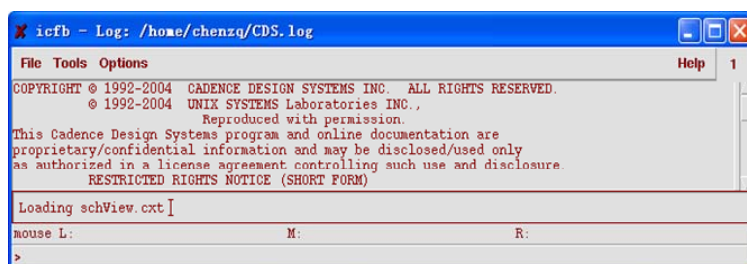 icfb - Log: /home/chenzq/CDS.log
File Tools Options Help 1
COPYRIGHT © 1992-2004 CADENCE DESIGN SYSTEMS INC. ALL RIGHTS RESERVED.
© 1992-2004 UNIX SYSTEMS Laboratories INC.,
Reproduced with permission.
This Cadence Design Systems program and online documentation are
proprietary/confidential information and may be disclosed/used only
as authorized in a license agreement controlling such use and disclosure.
RESTRICTED RIGHTS NOTICE (SHORT FORM)
Loading schView.cxt
mouse L: M: R:
>